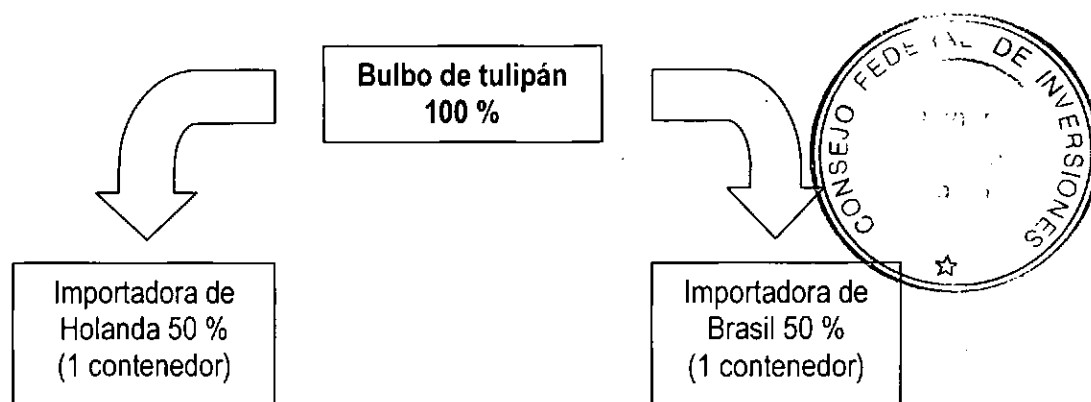 Bulbo de tulipán
100 %
CONSEJO FEDERAL DE INVERSIONES
Importadora de
Holanda 50 %
(1 contenedor)
Importadora de
Brasil 50 %
(1 contenedor)